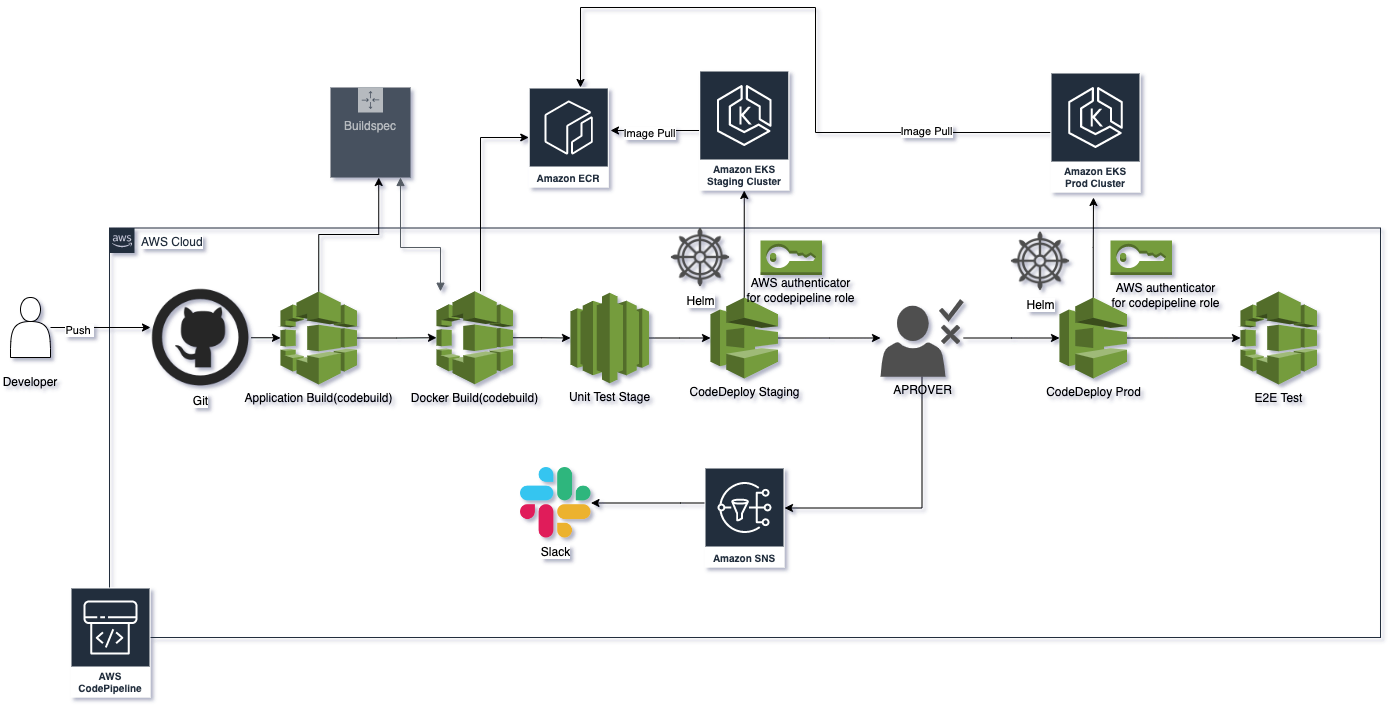 Buildspec
Amazon ECR
Image Pull
K
Amazon EKS
Staging Cluster
Image Pull
K
Amazon EKS
Prod Cluster
aws
AWS Cloud
Push
Developer
Git
Application Build(codebuild)
Docker Build(codebuild)
Unit Test Stage
Helm
AWS authenticator
for codepipeline role
CodeDeploy Staging
APROVER
Helm
AWS authenticator
for codepipeline role
CodeDeploy Prod
E2E Test
Slack
Amazon SNS
</>
AWS
CodePipeline